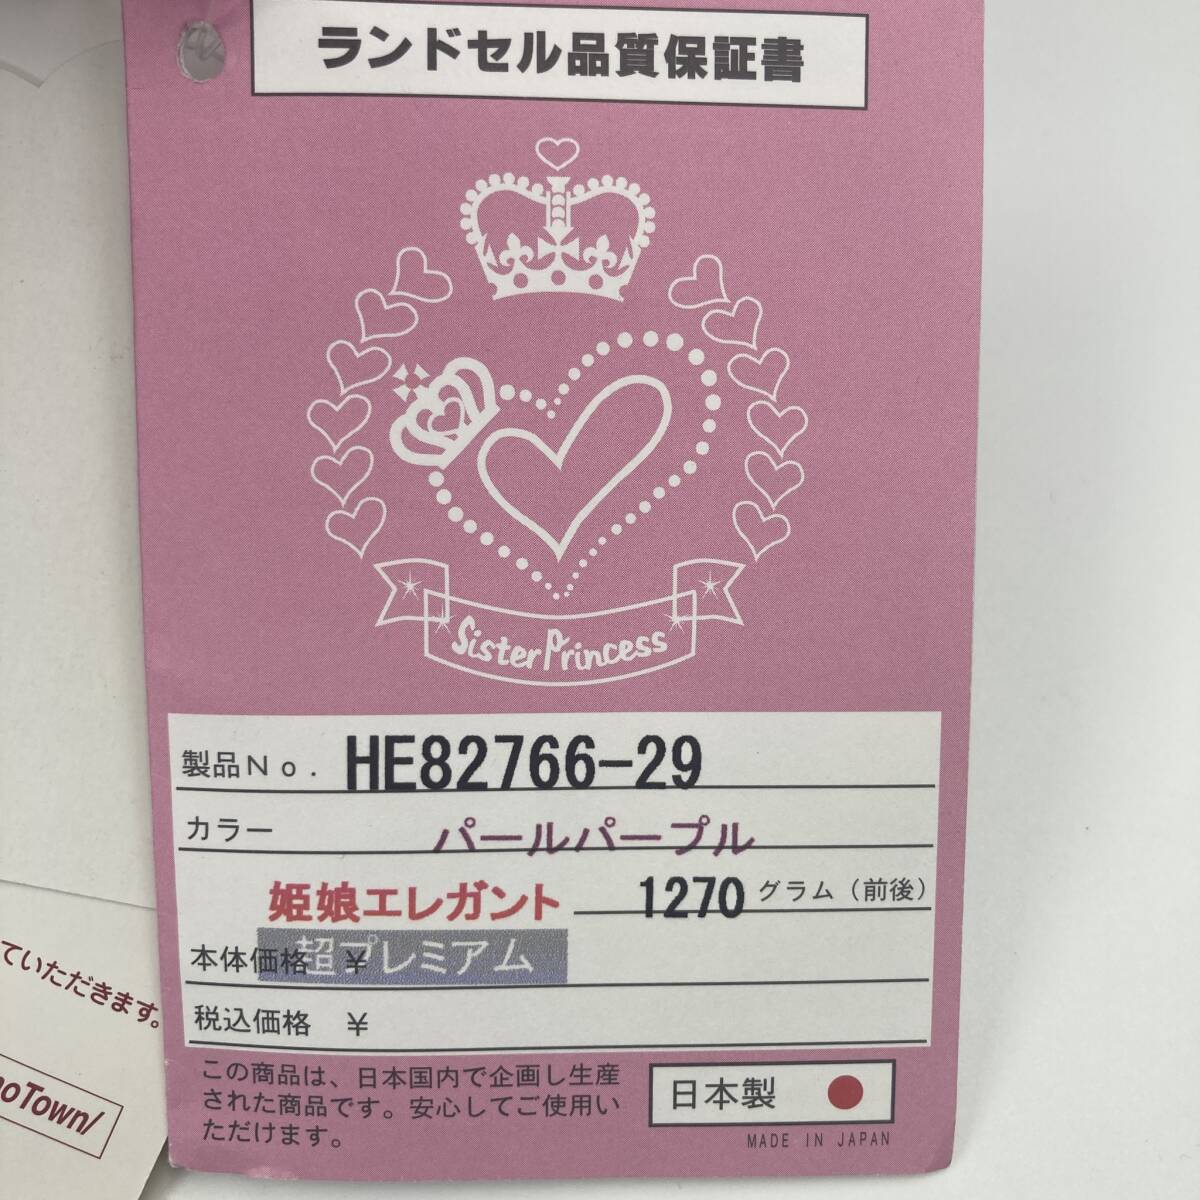 ランドセル品質保証書
Sister Princess
製品No. HE82766-29
カラー パールパープル
姫娘エレガント 1270 グラム（前後）
本体価格 ¥ 超プレミアム
税込価格 ¥
この商品は、日本国内で企画し生産
された商品です。安心してご使用い
ただけます。
日本製
MADE IN JAPAN
ていただきます。
oTown/